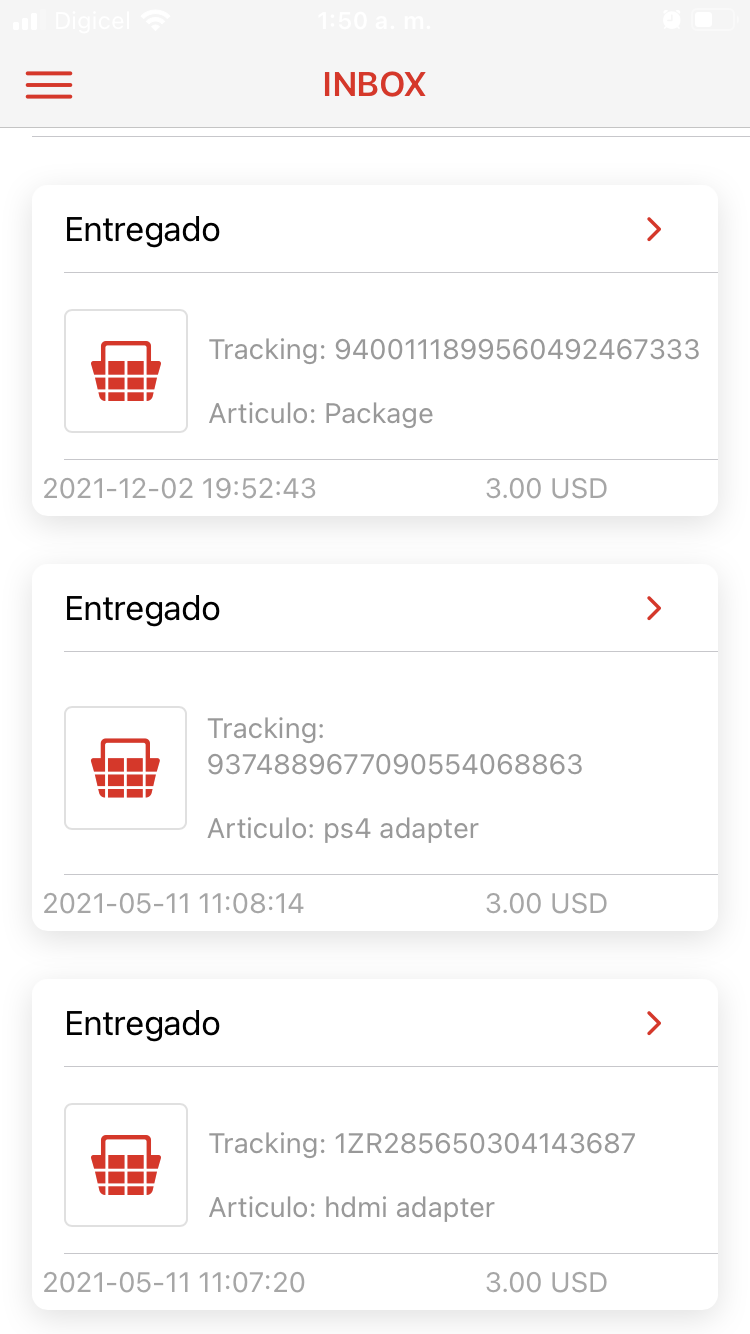 Digicel 1:50 a. m.
INBOX
Entregado
Tracking: 9400111899560492467333
Articulo: Package
2021-12-02 19:52:43 3.00 USD
Entregado
Tracking:
9374889677090554068863
Articulo: ps4 adapter
2021-05-11 11:08:14 3.00 USD
Entregado
Tracking: 1ZR285650304143687
Articulo: hdmi adapter
2021-05-11 11:07:20 3.00 USD